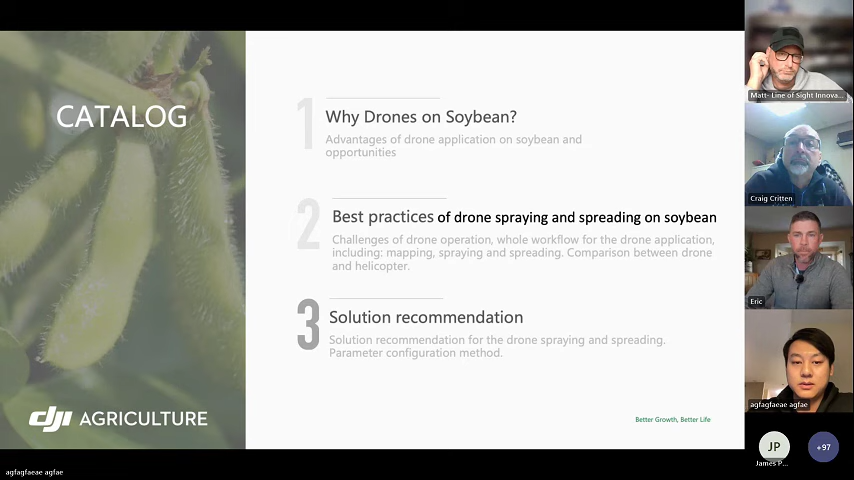 CATALOG
1
Why Drones on Soybean?
Advantages of drone application on soybean and
opportunities
2
Best practices of drone spraying and spreading on soybean
Challenges of drone operation, whole workflow for the drone application,
including: mapping, spraying and spreading. Comparison between drone
and helicopter.
3
Solution recommendation
Solution recommendation for the drone spraying and spreading.
Parameter configuration method.
dji AGRICULTURE
Better Growth, Better Life
Matt- Line of Sight Innova...
Craig Critten
Eric
agfagfaeae agfae
JP
James P...
+97
agfagfaeae agfae